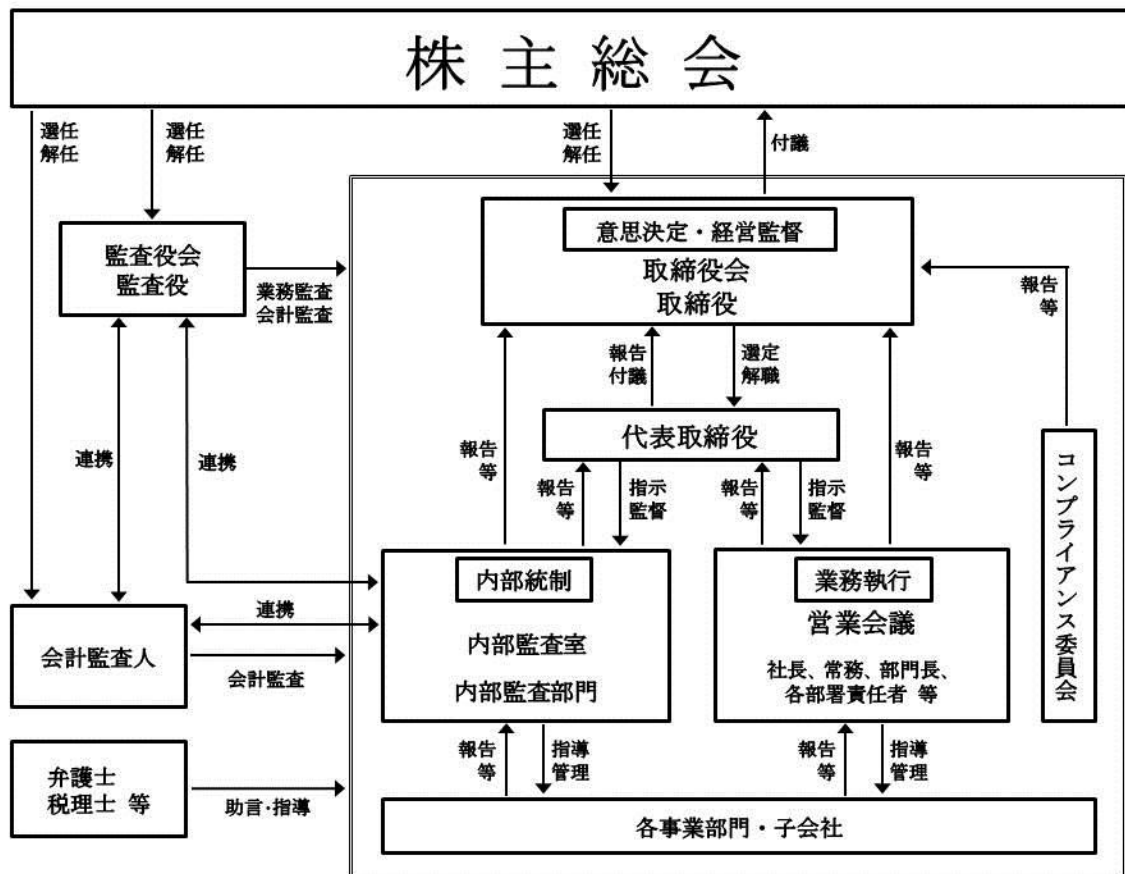 株主総会
選任
解任
選任
解任
選任
解任
付議
監査役会
監査役
業務監査
会計監査
意思決定・経営監督
取締役会
取締役
報告
等
報告
付議
選定
解職
代表取締役
連携
連携
報告
等
報告
等
指示
監督
報告
等
指示
監督
報告
等
コンプライアンス委員会
内部統制
内部監査室
内部監査部門
業務執行
営業会議
社長、常務、部門長、
各部署責任者 等
連携
会計監査人
会計監査
報告
等
指導
管理
報告
等
指導
管理
弁護士
税理士 等
助言・指導
各事業部門・子会社